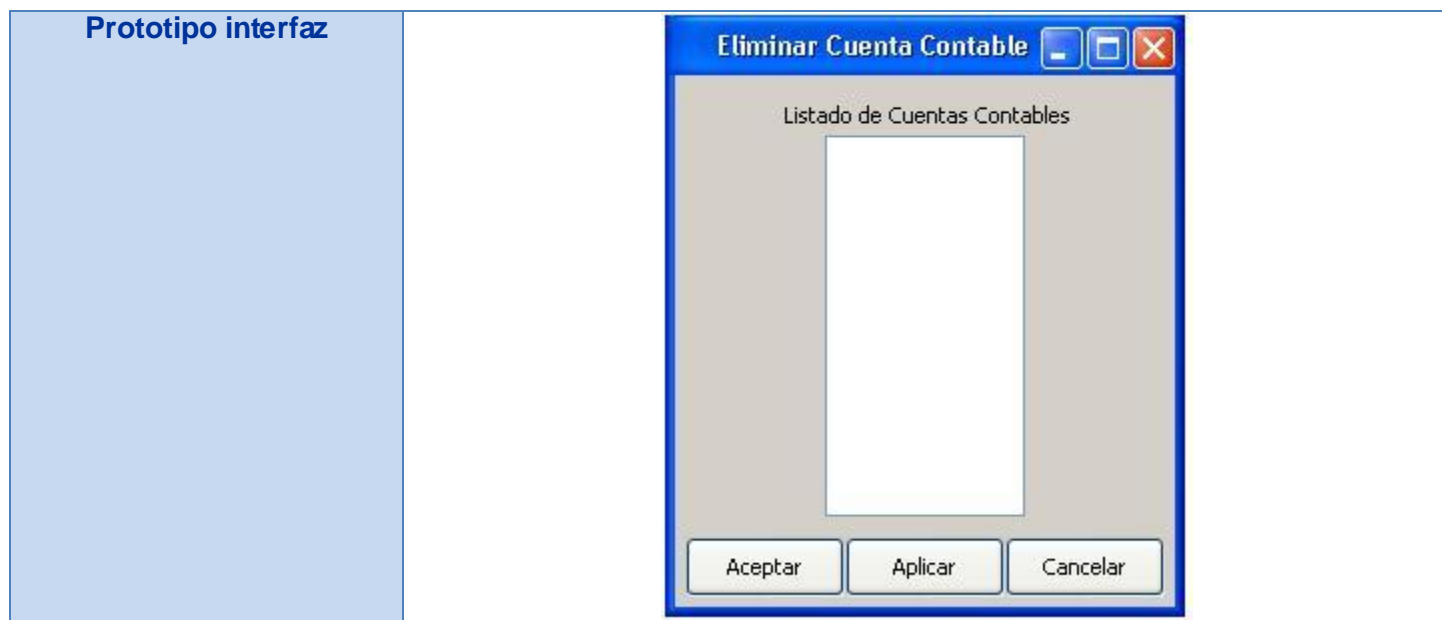 Prototipo interfaz
Eliminar Cuenta Contable
Listado de Cuentas Contables
Aceptar
Aplicar
Cancelar